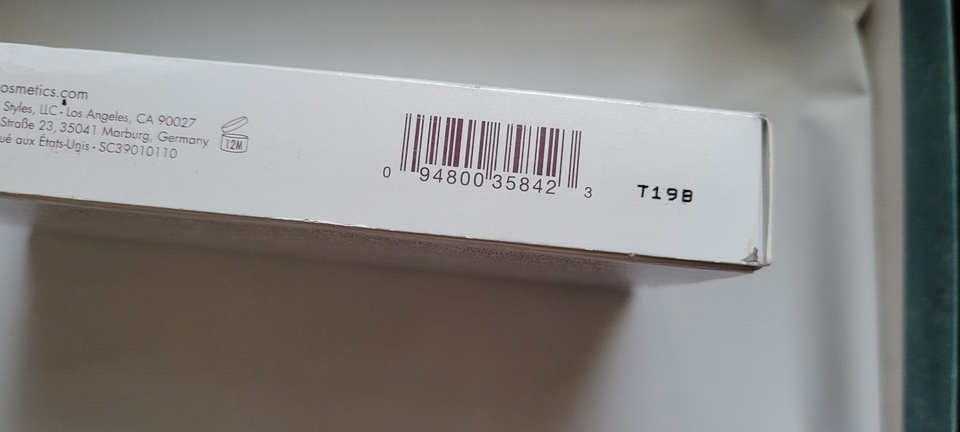 osmetics.com
Styles, LLC • Los Angeles, CA 90027
Straße 23, 35041 Marburg, Germany
ué aux États-Unis • SC39010110
12M
0 94800 35842 3
T19B